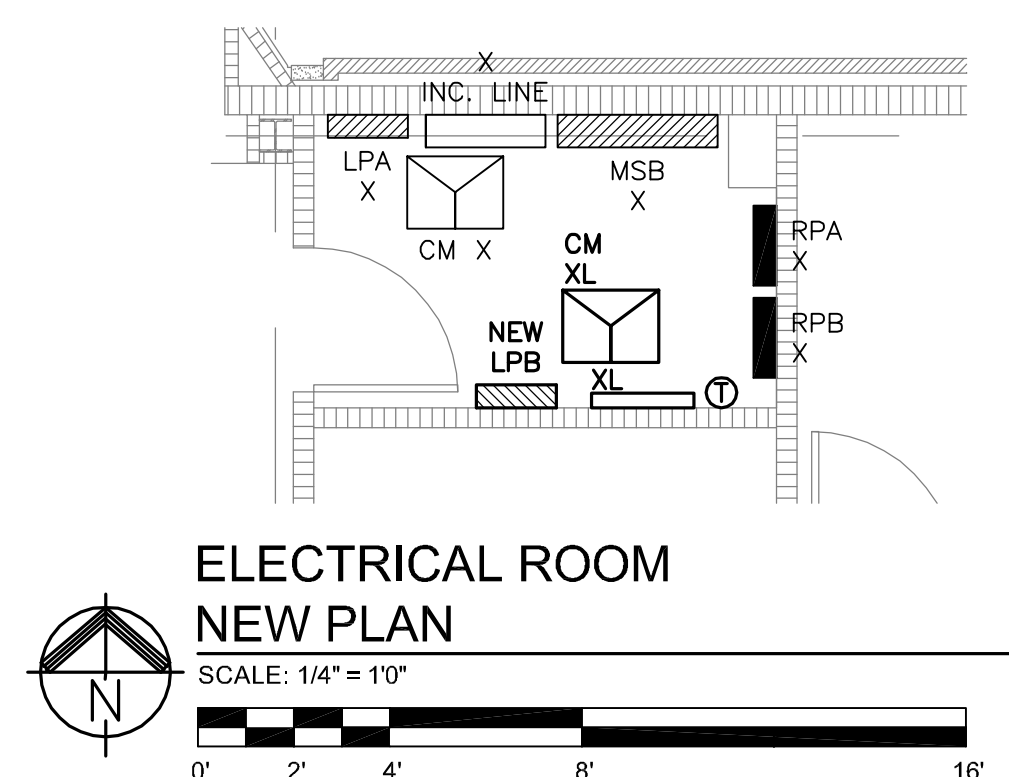 X
INC. LINE
LPA
X
MSB
X
CM X
CM
XL
RPA
X
RPB
X
NEW
LPB
XL
T
ELECTRICAL ROOM
NEW PLAN
SCALE: 1/4" = 1'0"
N
0' 2' 4' 8' 16'